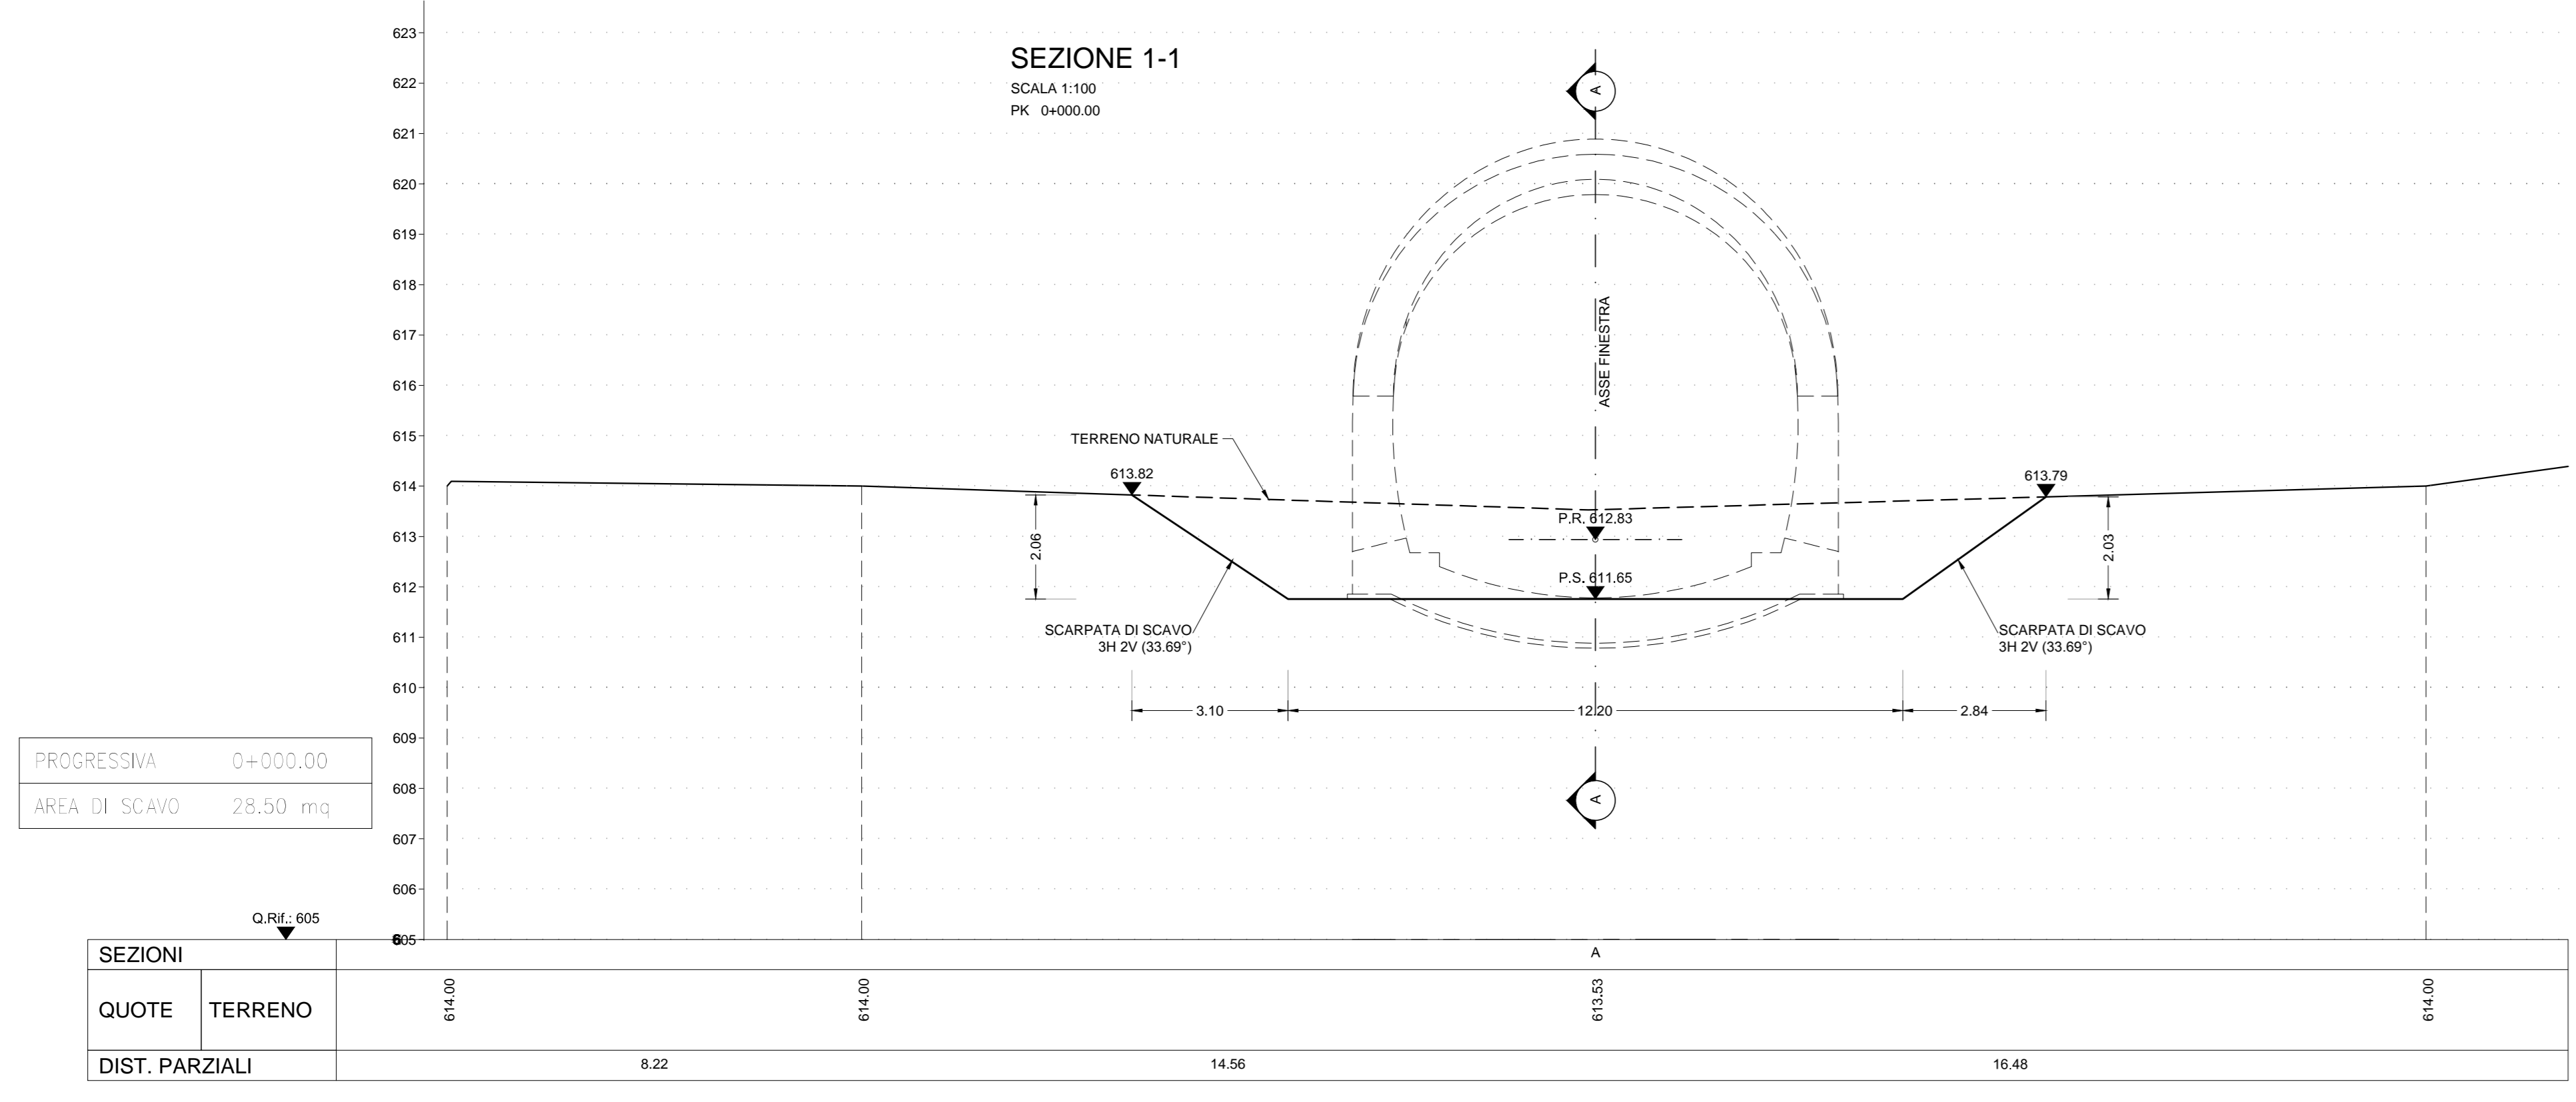 623
622
621
620
619
618
617
616
615
614
613
612
611
610
609
608
607
606
605
SEZIONE 1-1
SCALA 1:100
PK 0+000.00
A
ASSE FINESTRA
TERRENO NATURALE
613.82
613.79
P.R. 612.83
2.06
2.03
P.S. 611.65
SCARPATA DI SCAVO
3H 2V (33.69°)
SCARPATA DI SCAVO
3H 2V (33.69°)
3.10
12.20
2.84
A
PROGRESSIVA 0+000.00
AREA DI SCAVO 28.50 mq
Q.Rif.: 605
SEZIONI A
QUOTE TERRENO 614.00 614.00 613.53 614.00
DIST. PARZIALI 8.22 14.56 16.48